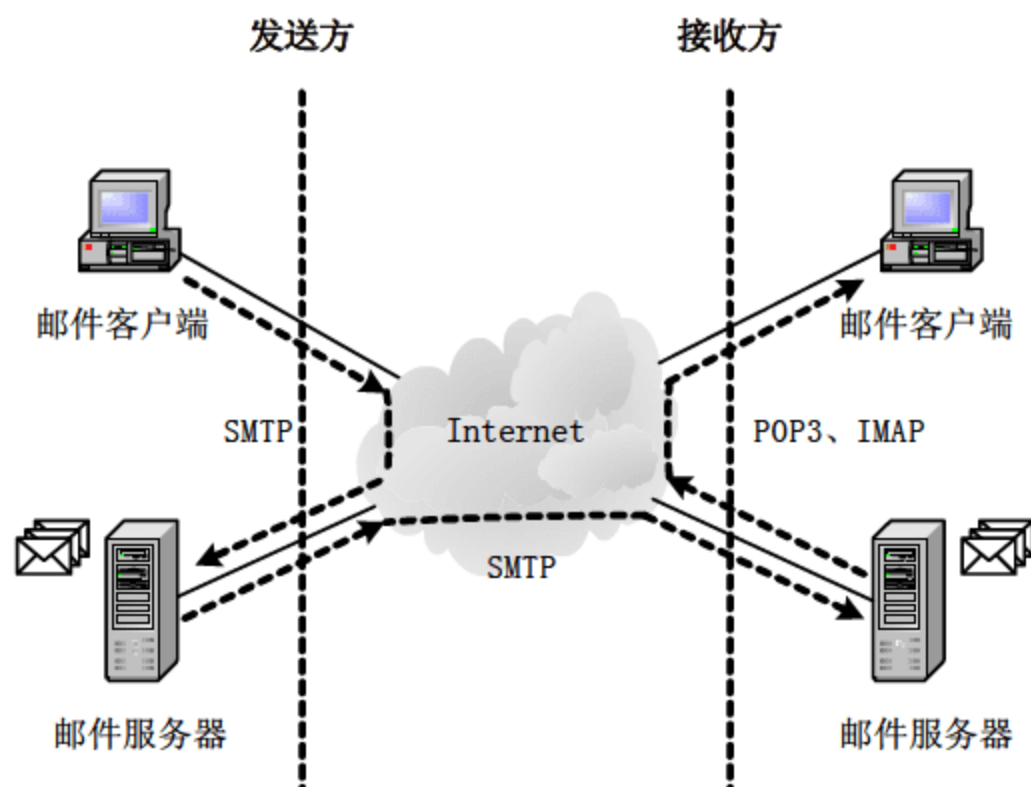 发送方
接收方
邮件客户端
邮件客户端
SMTP
Internet
POP3、IMAP
SMTP
邮件服务器
邮件服务器